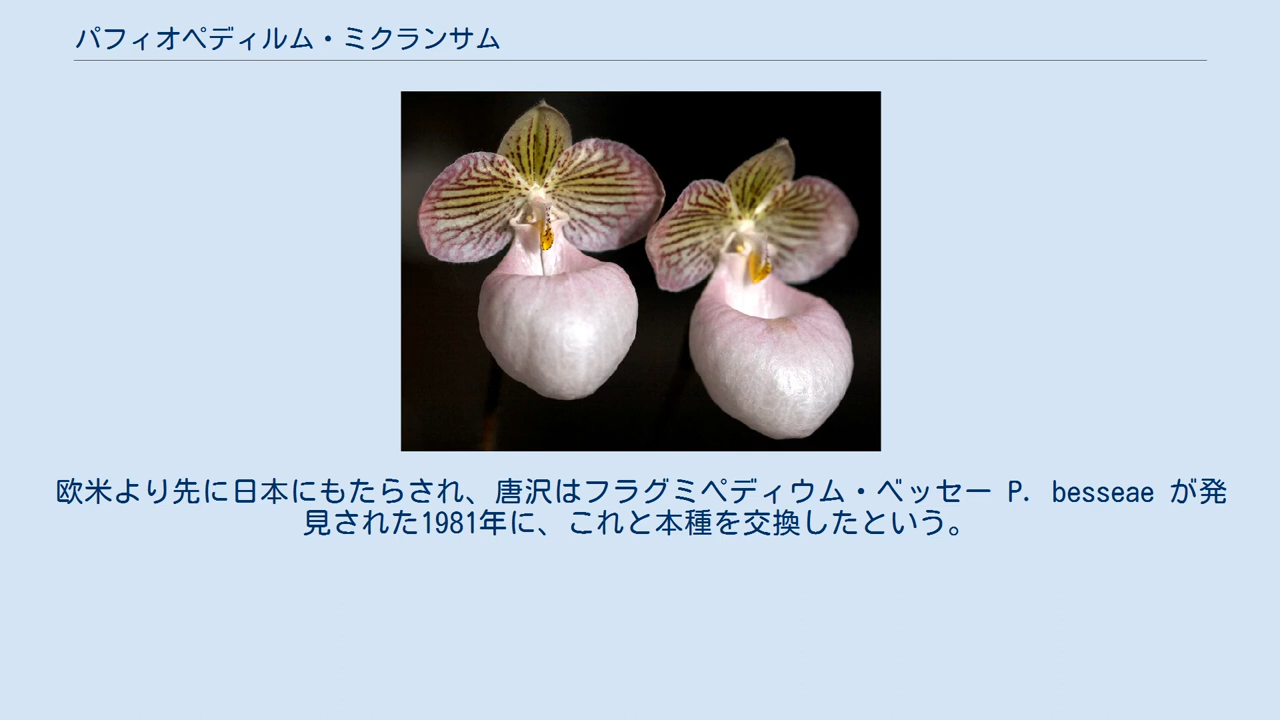 パフィオペディルム・ミクランサム
欧米より先に日本にもたらされ、唐沢はフラグミペディウム・ベッセー P. besseae が発
見された1981年に、これと本種を交換したという。